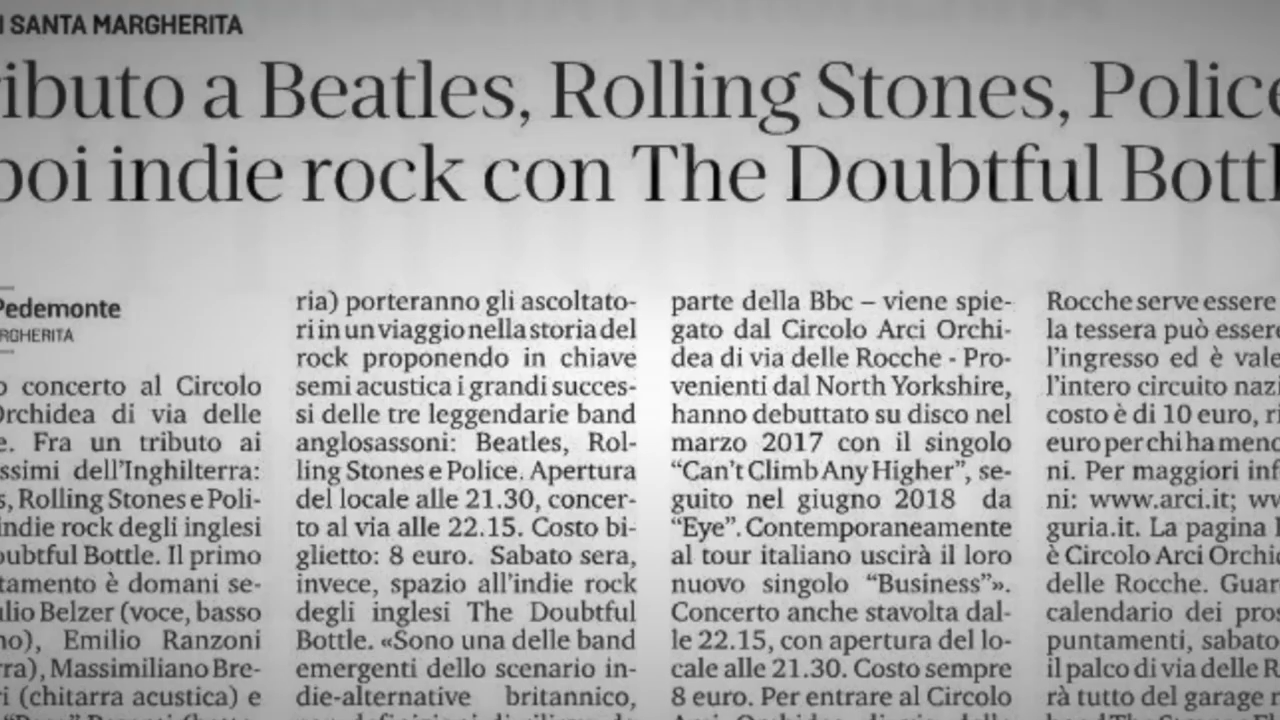 SANTA MARGHERITA
ributo a Beatles, Rolling Stones, Police
poi indie rock con The Doubtful Bottl
Pedemonte
RGHERITA
o concerto al Circolo
Orchidea di via delle
e. Fra un tributo ai
ssimi dell'Inghilterra:
s, Rolling Stones e Poli-
indie rock degli inglesi
oubtful Bottle. Il primo
tamento è domani se-
ulio Belzer (voce, basso
no), Emilio Ranzoni
rra), Massimiliano Bre-
i (chitarra acustica) e
ria) porteranno gli ascoltato-
ri in un viaggio nella storia del
rock proponendo in chiave
semi acustica i grandi succes-
si delle tre leggendarie band
anglosassoni: Beatles, Rol-
ling Stones e Police. Apertura
del locale alle 21.30, concer-
to al via alle 22.15. Costo bi-
glietto: 8 euro. Sabato sera,
invece, spazio all'indie rock
degli inglesi The Doubtful
Bottle. «Sono una delle band
emergenti dello scenario in-
die-alternative britannico,
parte della Bbc – viene spie-
gato dal Circolo Arci Orchi-
dea di via delle Rocche - Pro-
venienti dal North Yorkshire,
hanno debuttato su disco nel
marzo 2017 con il singolo
“Can't Climb Any Higher”, se-
guito nel giugno 2018 da
“Eye”. Contemporaneamente
al tour italiano uscirà il loro
nuovo singolo “Business”».
Concerto anche stavolta dal-
le 22.15, con apertura del lo-
cale alle 21.30. Costo sempre
8 euro. Per entrare al Circolo
Arci Orchidea di via delle
Rocche serve essere
la tessera può essere
l'ingresso ed è vale
l'intero circuito nazi
costo è di 10 euro, ri
euro per chi ha meno
ni. Per maggiori inf
ni: www.arci.it; ww
guria.it. La pagina
è Circolo Arci Orchid
delle Rocche. Guar
calendario dei pros
puntamenti, sabato
il palco di via delle R
rà tutto del garage